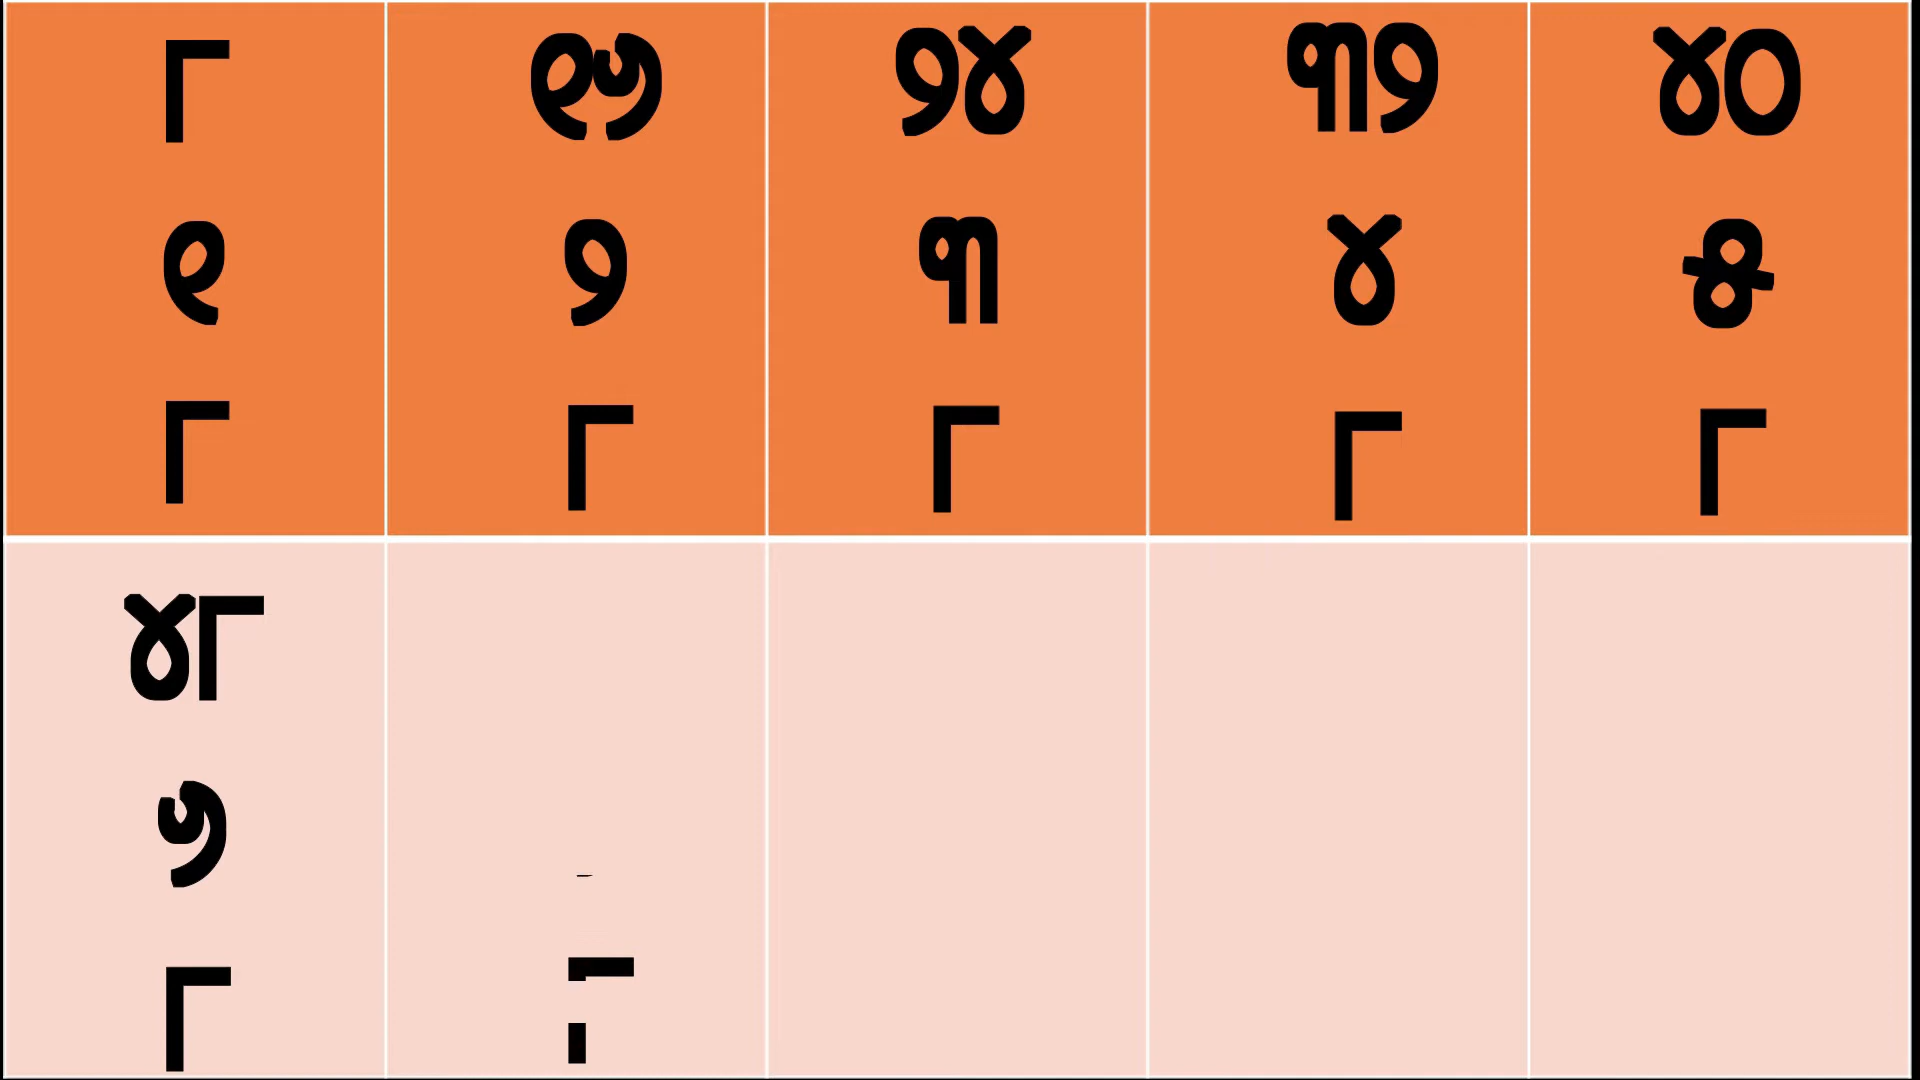 ୮ ୧୬ ୨୪ ୩୨ ୪୦
୧ ୨ ୩ ୪ ୫
୮ ୮ ୮ ୮ ୮
୪୮
୬
୮